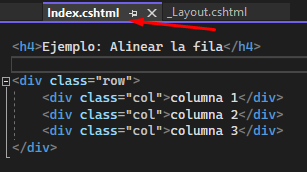 Index.cshtml _Layout.cshtml
<h4>Ejemplo: Alinear la fila</h4>
<div class="row">
<div class="col">columna 1</div>
<div class="col">columna 2</div>
<div class="col">columna 3</div>
</div>